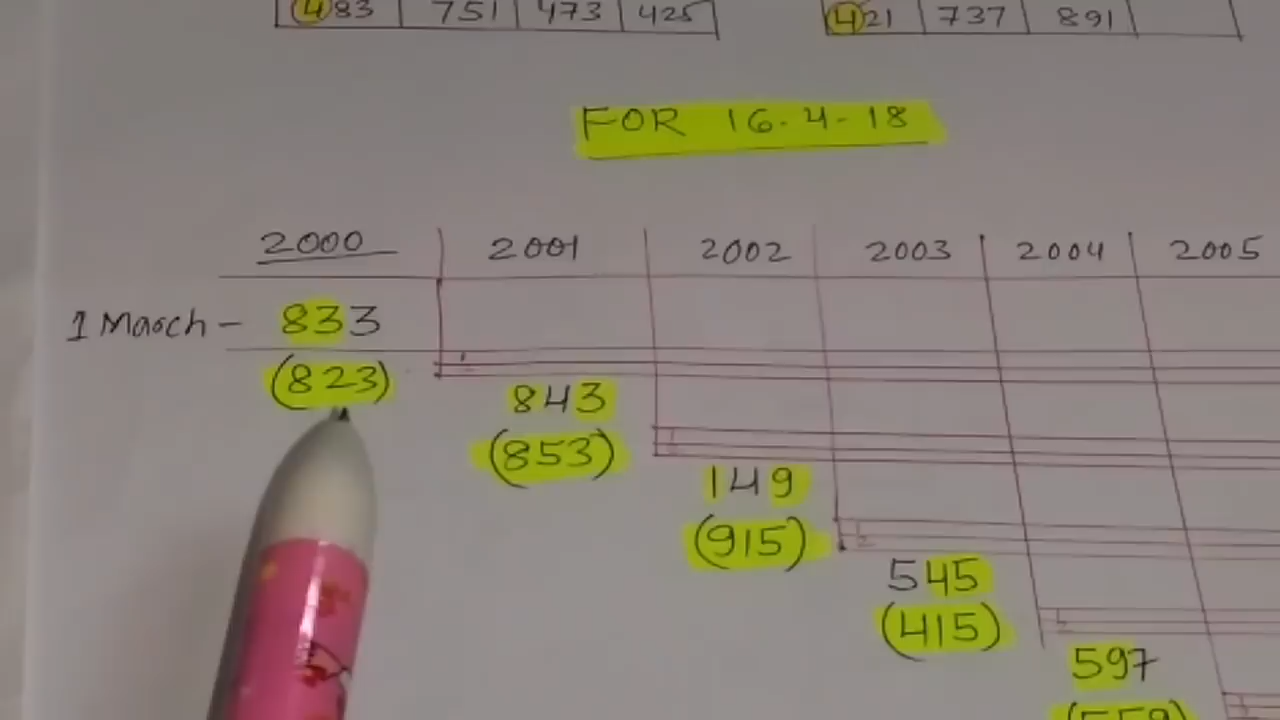 483 751 473 425 421 737 891
FOR 16-4-18
2000 2001 2002 2003 2004 2005
1 March - 833
(823)
843
(853)
149
(915)
545
(415)
597
(559)